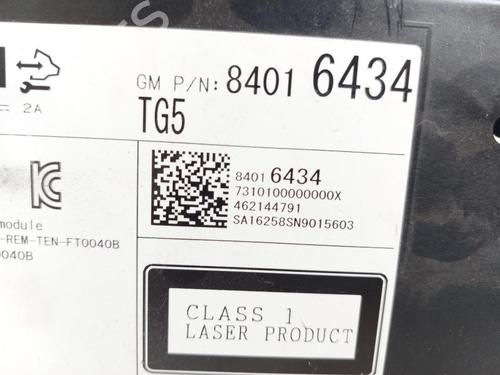 GM P/N: 8401 6434
⎓ 2A
TG5
8401 6434
7310100000000X
462144791
SA16258SN9015603
module
-REM-TEN-FT0040B
0040B
CLASS 1
LASER PRODUCT